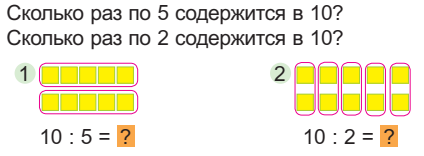 Сколько раз по 5 содержится в 10?
Сколько раз по 2 содержится в 10?
1 2
10 : 5 = ? 10 : 2 = ?